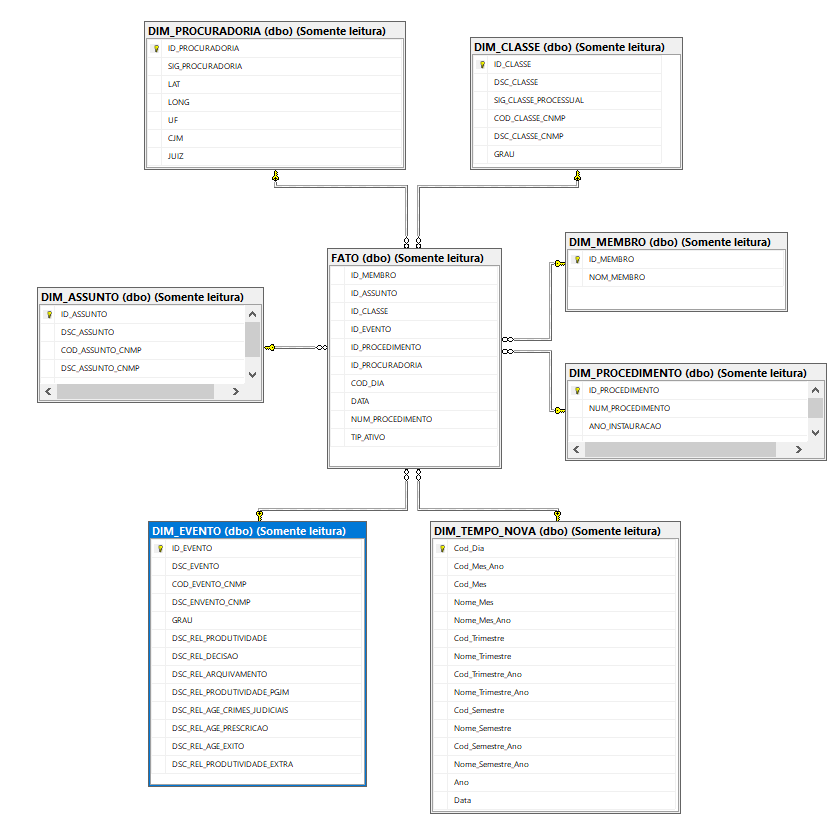 DIM_PROCURADORIA (dbo) (Somente leitura)
ID_PROCURADORIA
SIG_PROCURADORIA
LAT
LONG
UF
CJM
JUIZ
DIM_CLASSE (dbo) (Somente leitura)
ID_CLASSE
DSC_CLASSE
SIG_CLASSE_PROCESSUAL
COD_CLASSE_CNMP
DSC_CLASSE_CNMP
GRAU
FATO (dbo) (Somente leitura)
ID_MEMBRO
ID_ASSUNTO
ID_CLASSE
ID_EVENTO
ID_PROCEDIMENTO
ID_PROCURADORIA
COD_DIA
DATA
NUM_PROCEDIMENTO
TIP_ATIVO
DIM_MEMBRO (dbo) (Somente leitura)
ID_MEMBRO
NOM_MEMBRO
DIM_ASSUNTO (dbo) (Somente leitura)
ID_ASSUNTO
DSC_ASSUNTO
COD_ASSUNTO_CNMP
DSC_ASSUNTO_CNMP
DIM_PROCEDIMENTO (dbo) (Somente leitura)
ID_PROCEDIMENTO
NUM_PROCEDIMENTO
ANO_INSTAURACAO
DIM_EVENTO (dbo) (Somente leitura)
ID_EVENTO
DSC_EVENTO
COD_EVENTO_CNMP
DSC_ENVENTO_CNMP
GRAU
DSC_REL_PRODUTIVIDADE
DSC_REL_DECISAO
DSC_REL_ARQUIVAMENTO
DSC_REL_PRODUTIVIDADE_PGJM
DSC_REL_AGE_CRIMES_JUDICIAIS
DSC_REL_AGE_PRESCRICAO
DSC_REL_AGE_EXITO
DSC_REL_PRODUTIVIDADE_EXTRA
DIM_TEMPO_NOVA (dbo) (Somente leitura)
Cod_Dia
Cod_Mes_Ano
Cod_Mes
Nome_Mes
Nome_Mes_Ano
Cod_Trimestre
Nome_Trimestre
Cod_Trimestre_Ano
Nome_Trimestre_Ano
Cod_Semestre
Nome_Semestre
Cod_Semestre_Ano
Nome_Semestre_Ano
Ano
Data